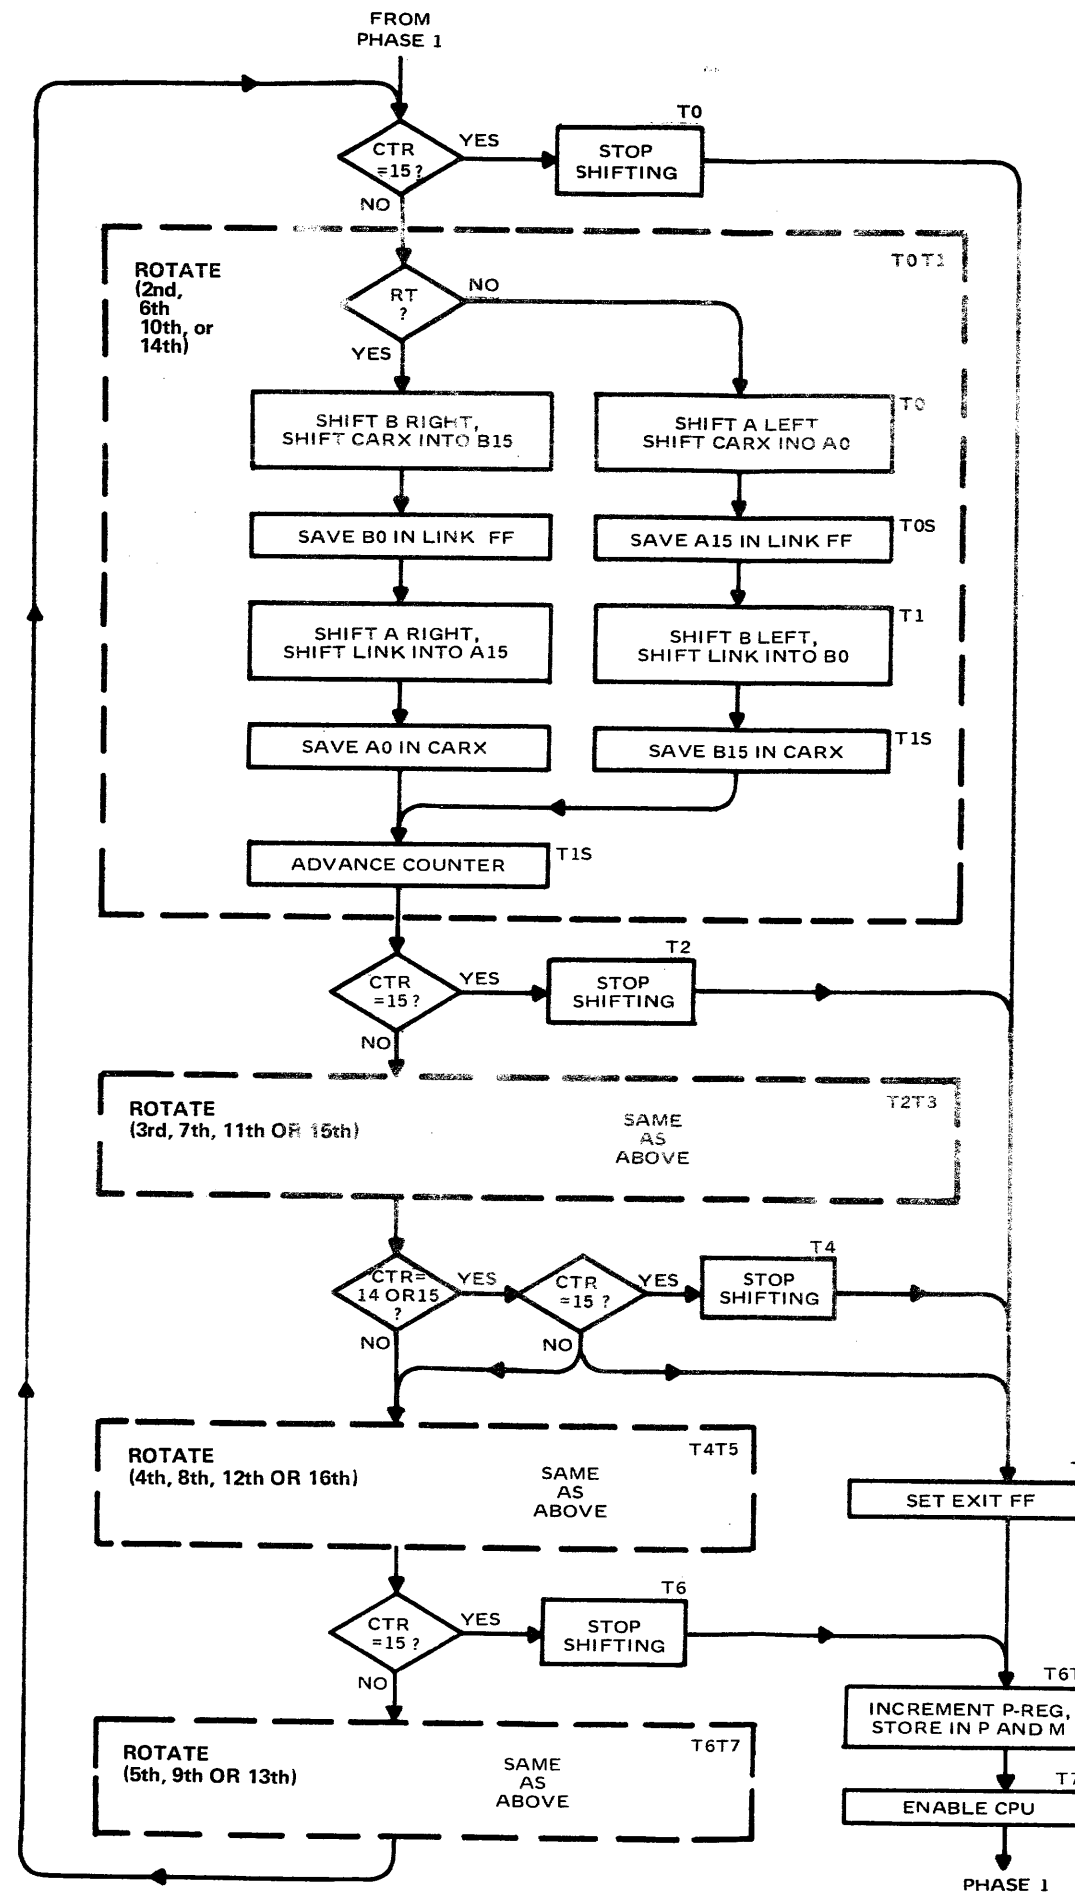 FROM
PHASE 1
CTR
=15?
YES
NO
T0
STOP
SHIFTING
ROTATE
(2nd,
6th
10th, or
14th)
T0T1
RT
?
NO
YES
SHIFT B RIGHT,
SHIFT CARX INTO B15
T0
SHIFT A LEFT
SHIFT CARX INO A0
SAVE B0 IN LINK FF
T0S
SAVE A15 IN LINK FF
SHIFT A RIGHT,
SHIFT LINK INTO A15
T1
SHIFT B LEFT,
SHIFT LINK INTO B0
SAVE A0 IN CARX
T1S
SAVE B15 IN CARX
T1S
ADVANCE COUNTER
CTR
=15?
YES
NO
T2
STOP
SHIFTING
ROTATE
(3rd, 7th, 11th OR 15th)
SAME
AS
ABOVE
T2T3
CTR=
14 OR15
?
YES
NO
CTR
=15 ?
YES
NO
T4
STOP
SHIFTING
ROTATE
(4th, 8th, 12th OR 16th)
SAME
AS
ABOVE
T4T5
SET EXIT FF
CTR
=15 ?
YES
NO
T6
STOP
SHIFTING
T6T
INCREMENT P-REG,
STORE IN P AND M
ROTATE
(5th, 9th OR 13th)
SAME
AS
ABOVE
T6T7
T7
ENABLE CPU
PHASE 1